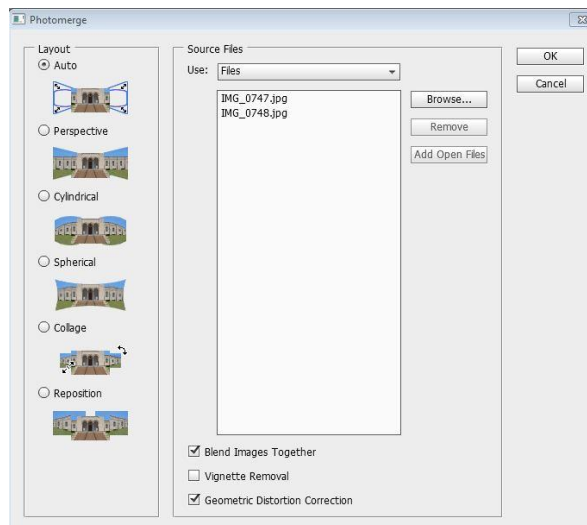 Photomerge
Layout
Auto
Perspective
Cylindrical
Spherical
Collage
Reposition
Source Files
Use: Files
IMG_0747.jpg
IMG_0748.jpg
Browse...
Remove
Add Open Files
Blend Images Together
Vignette Removal
Geometric Distortion Correction
OK
Cancel